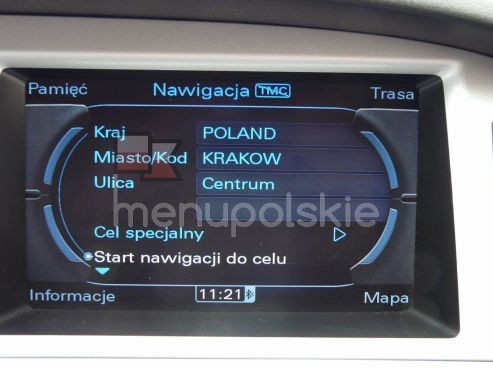 Pamięć Nawigacja TMC Trasa
Kraj POLAND
Miasto/Kod KRAKOW
Ulica Centrum
menupolskie
Cel specjalny
Start nawigacji do celu
Informacje 11:21 Mapa